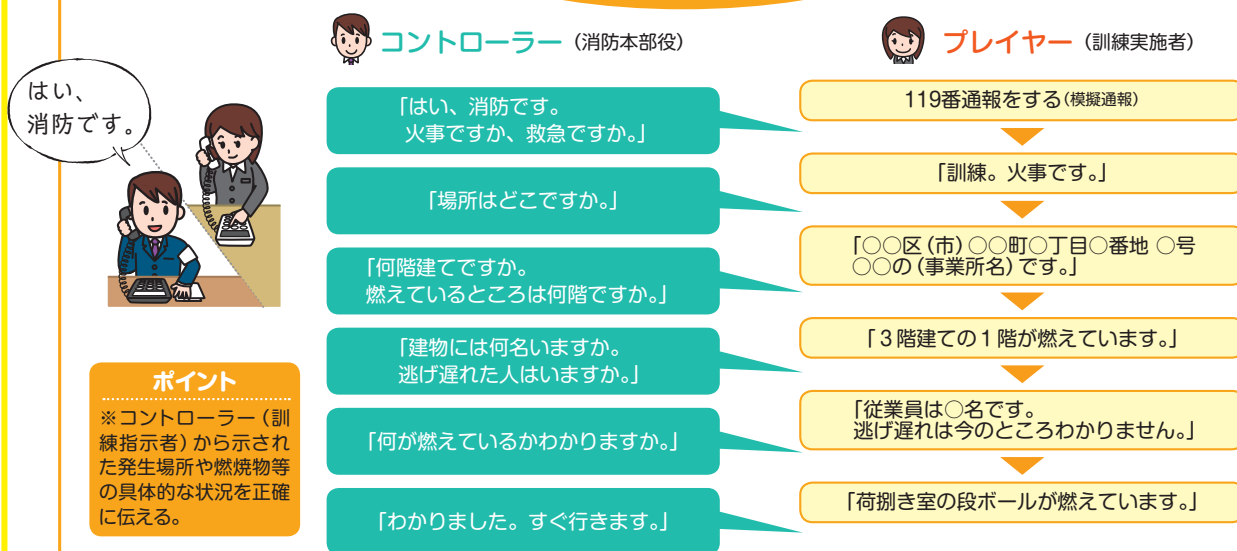 コントローラー（消防本部役）
プレイヤー（訓練実施者）
はい、
消防です。
119番通報をする（模擬通報）
「はい、消防です。
火事ですか、救急ですか。」
「訓練。火事です。」
「場所はどこですか。」
「○○区（市）○○町○丁目○番地 ○号
○○の（事業所名）です。」
「何階建てですか。
燃えているところは何階ですか。」
「３階建ての１階が燃えています。」
「建物には何名いますか。
逃げ遅れた人はいますか。」
「従業員は○名です。
逃げ遅れは今のところわかりません。」
「何が燃えているかわかりますか。」
「荷捌き室の段ボールが燃えています。」
「わかりました。すぐ行きます。」
ポイント
※コントローラー（訓
練指示者）から示され
た発生場所や燃焼物等
の具体的な状況を正確
に伝える。